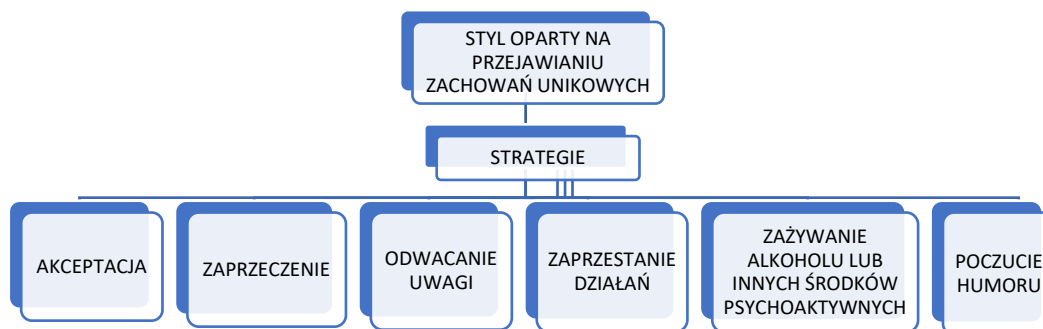 STYL OPARTY NA
PRZEJAWIANIU
ZACHOWAŃ UNIKOWYCH
STRATEGIE
AKCEPTACJA
ZAPRZECZENIE
ODWACANIE
UWAGI
ZAPRZESTANIE
DZIAŁAŃ
ZAŻYWANIE
ALKOHOLU LUB
INNYCH ŚRODKÓW
PSYCHOAKTYWNYCH
POCZUCIE
HUMORU